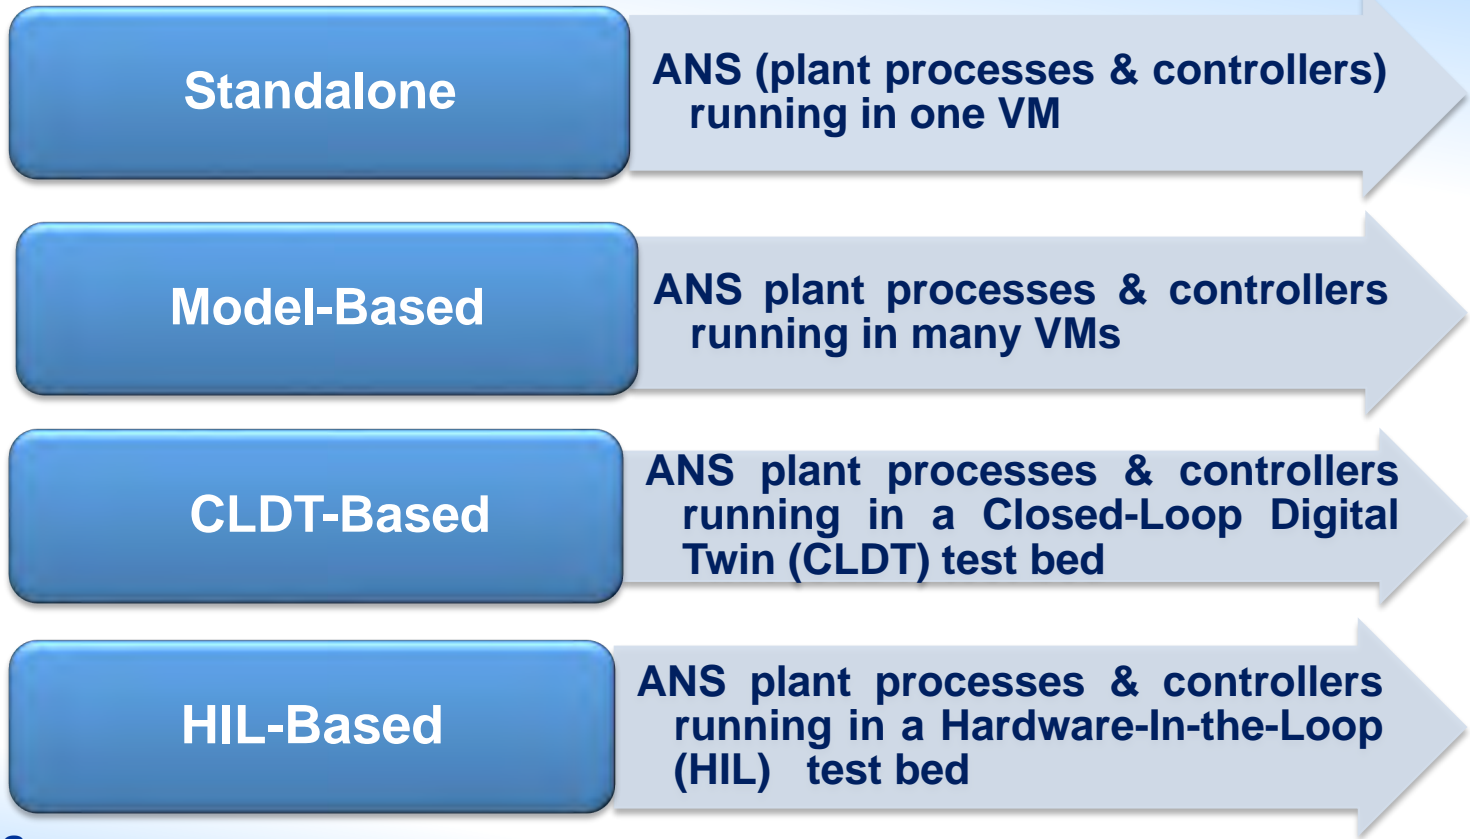 Standalone
ANS (plant processes & controllers)
running in one VM
Model-Based
ANS plant processes & controllers
running in many VMs
CLDT-Based
ANS plant processes & controllers
running in a Closed-Loop Digital
Twin (CLDT) test bed
HIL-Based
ANS plant processes & controllers
running in a Hardware-In-the-Loop
(HIL) test bed